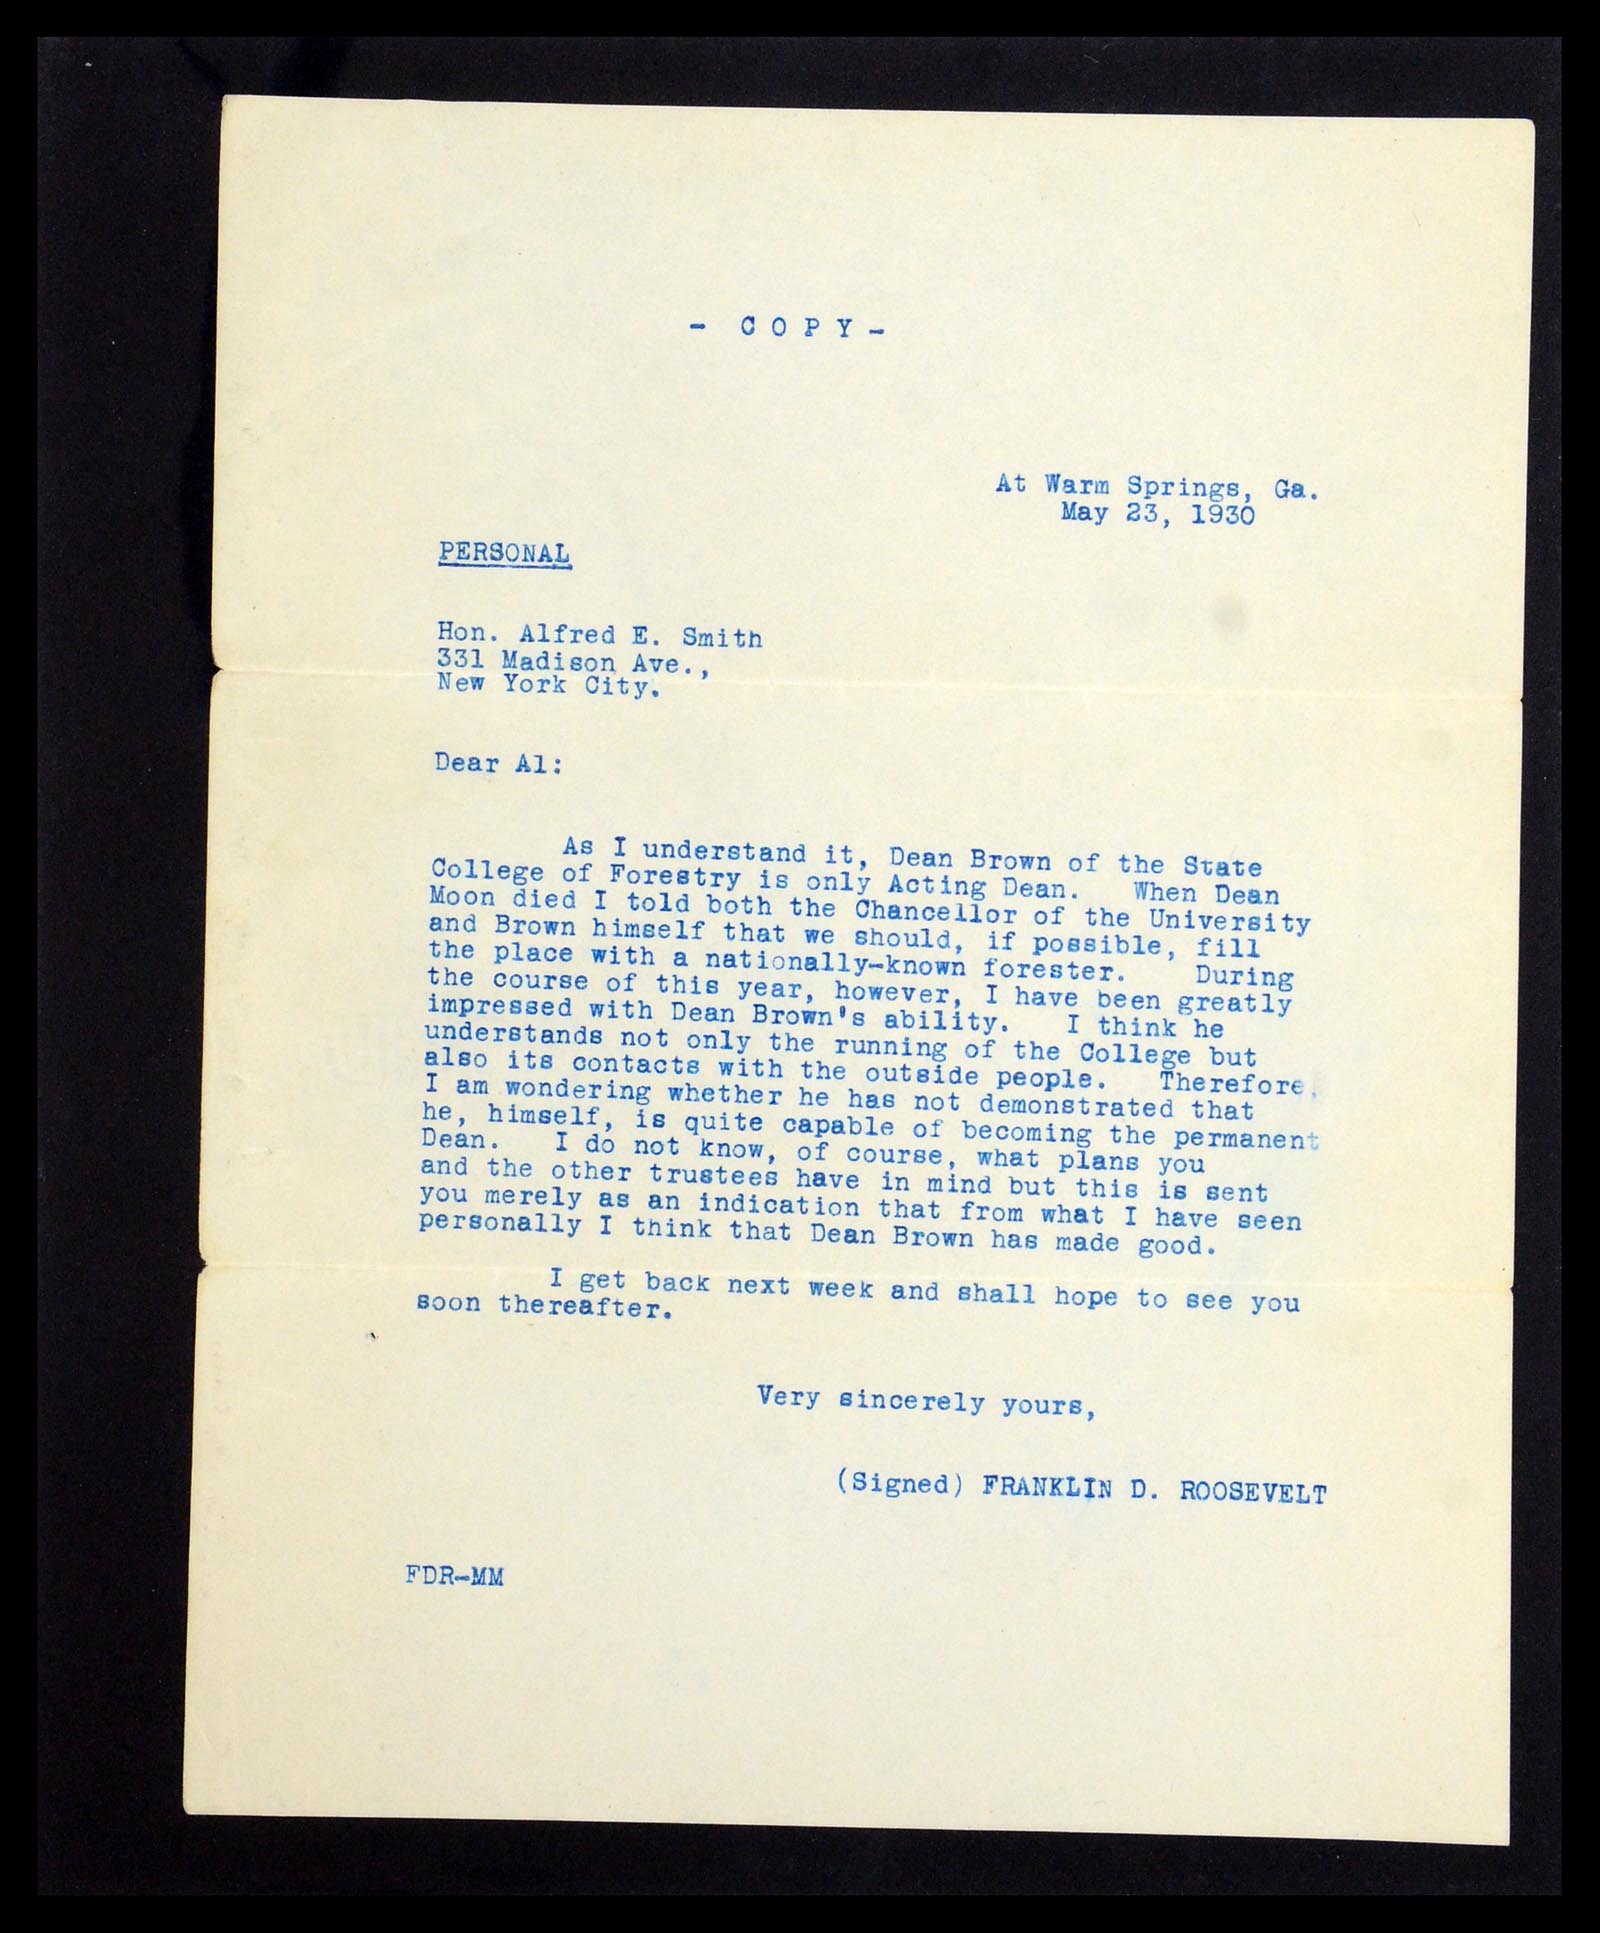 - C O P Y -
At Warm Springs, Ga.
May 23, 1930
PERSONAL
Hon. Alfred E. Smith
331 Madison Ave.,
New York City.
Dear Al:
As I understand it, Dean Brown of the State
College of Forestry is only Acting Dean. When Dean
Moon died I told both the Chancellor of the University
and Brown himself that we should, if possible, fill
the place with a nationally-known forester. During
the course of this year, however, I have been greatly
impressed with Dean Brown's ability. I think he
understands not only the running of the College but
also its contacts with the outside people. Therefore,
I am wondering whether he has not demonstrated that
he, himself, is quite capable of becoming the permanent
Dean. I do not know, of course, what plans you
and the other trustees have in mind but this is sent
you merely as an indication that from what I have seen
personally I think that Dean Brown has made good.
I get back next week and shall hope to see you
soon thereafter.
Very sincerely yours,
(Signed) FRANKLIN D. ROOSEVELT
FDR-MM